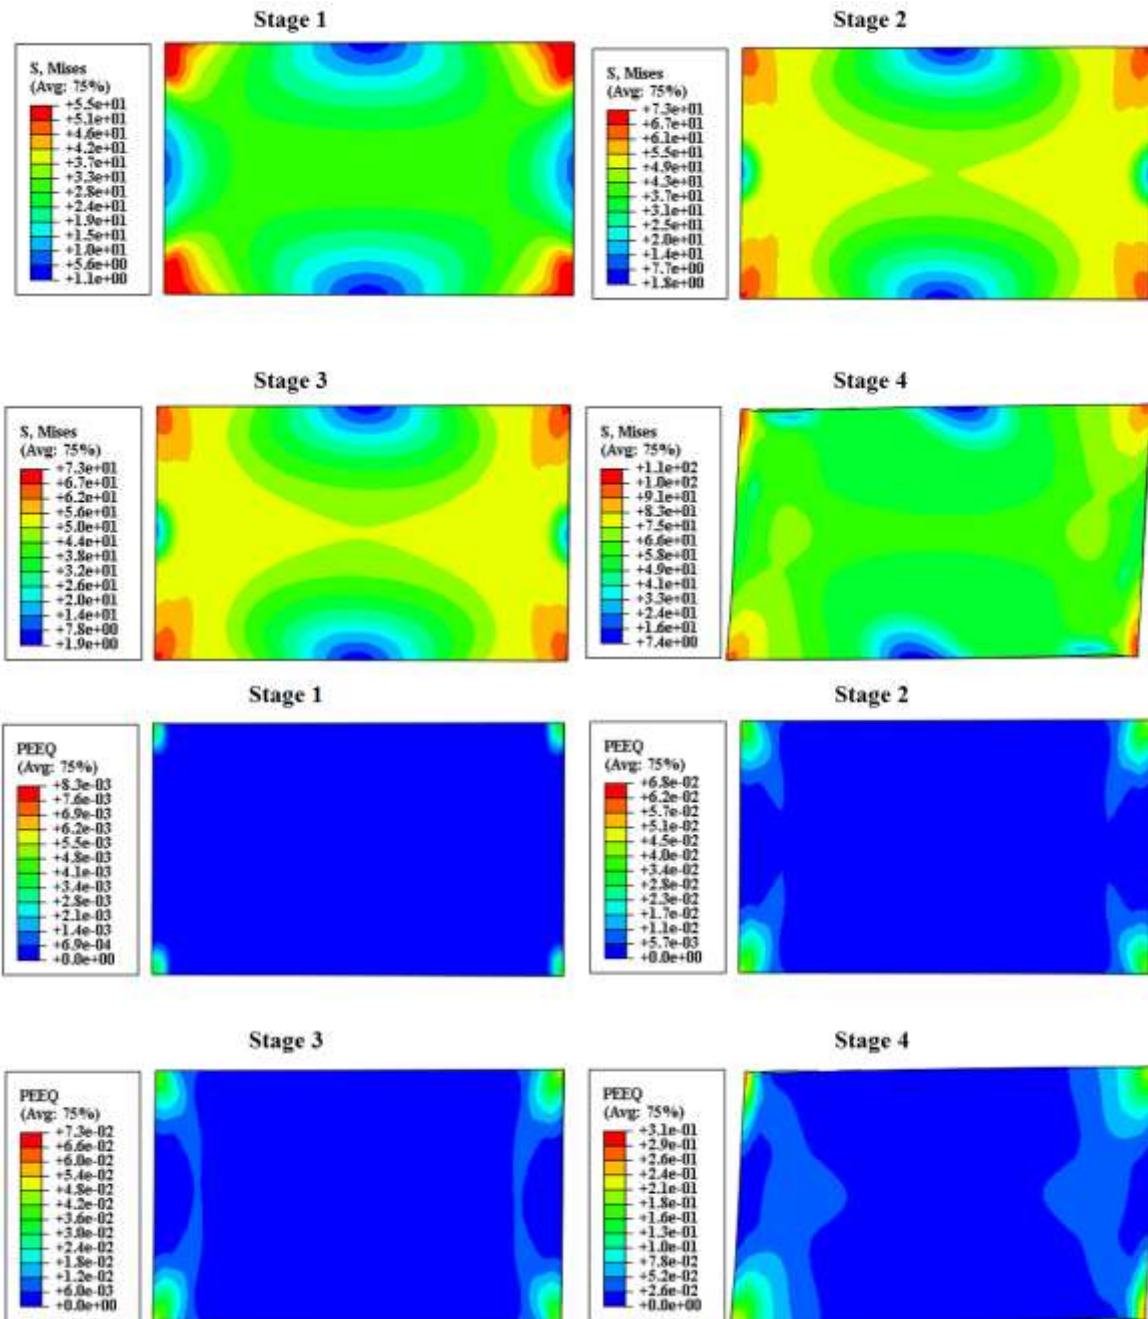 Stage 1
S, Mises
(Avg: 75%)
+5.5e+01
+5.1e+01
+4.6e+01
+4.2e+01
+3.7e+01
+3.3e+01
+2.8e+01
+2.4e+01
+1.9e+01
+1.5e+01
+1.0e+01
+5.6e+00
+1.1e+00
Stage 2
S, Mises
(Avg: 75%)
+7.3e+01
+6.7e+01
+6.1e+01
+5.5e+01
+4.9e+01
+4.3e+01
+3.7e+01
+3.1e+01
+2.5e+01
+2.0e+01
+1.4e+01
+7.7e+00
+1.8e+00
Stage 3
S, Mises
(Avg: 75%)
+7.3e+01
+6.7e+01
+6.2e+01
+5.6e+01
+5.0e+01
+4.4e+01
+3.8e+01
+3.2e+01
+2.6e+01
+2.0e+01
+1.4e+01
+7.8e+00
+1.9e+00
Stage 4
S, Mises
(Avg: 75%)
+1.1e+02
+1.0e+02
+9.1e+01
+8.3e+01
+7.5e+01
+6.6e+01
+5.8e+01
+4.9e+01
+4.1e+01
+3.3e+01
+2.4e+01
+1.6e+01
+7.4e+00
Stage 1
PEEQ
(Avg: 75%)
+8.3e-03
+7.6e-03
+6.9e-03
+6.2e-03
+5.5e-03
+4.8e-03
+4.1e-03
+3.4e-03
+2.8e-03
+2.1e-03
+1.4e-03
+6.9e-04
+0.0e+00
Stage 2
PEEQ
(Avg: 75%)
+6.8e-02
+6.2e-02
+5.7e-02
+5.1e-02
+4.5e-02
+4.0e-02
+3.4e-02
+2.8e-02
+2.3e-02
+1.7e-02
+1.1e-02
+5.7e-03
+0.0e+00
Stage 3
PEEQ
(Avg: 75%)
+7.3e-02
+6.6e-02
+6.0e-02
+5.4e-02
+4.8e-02
+4.2e-02
+3.6e-02
+3.0e-02
+2.4e-02
+1.8e-02
+1.2e-02
+6.0e-03
+0.0e+00
Stage 4
PEEQ
(Avg: 75%)
+3.1e-01
+2.9e-01
+2.6e-01
+2.4e-01
+2.1e-01
+1.8e-01
+1.6e-01
+1.3e-01
+1.0e-01
+7.8e-02
+5.2e-02
+2.6e-02
+0.0e+00